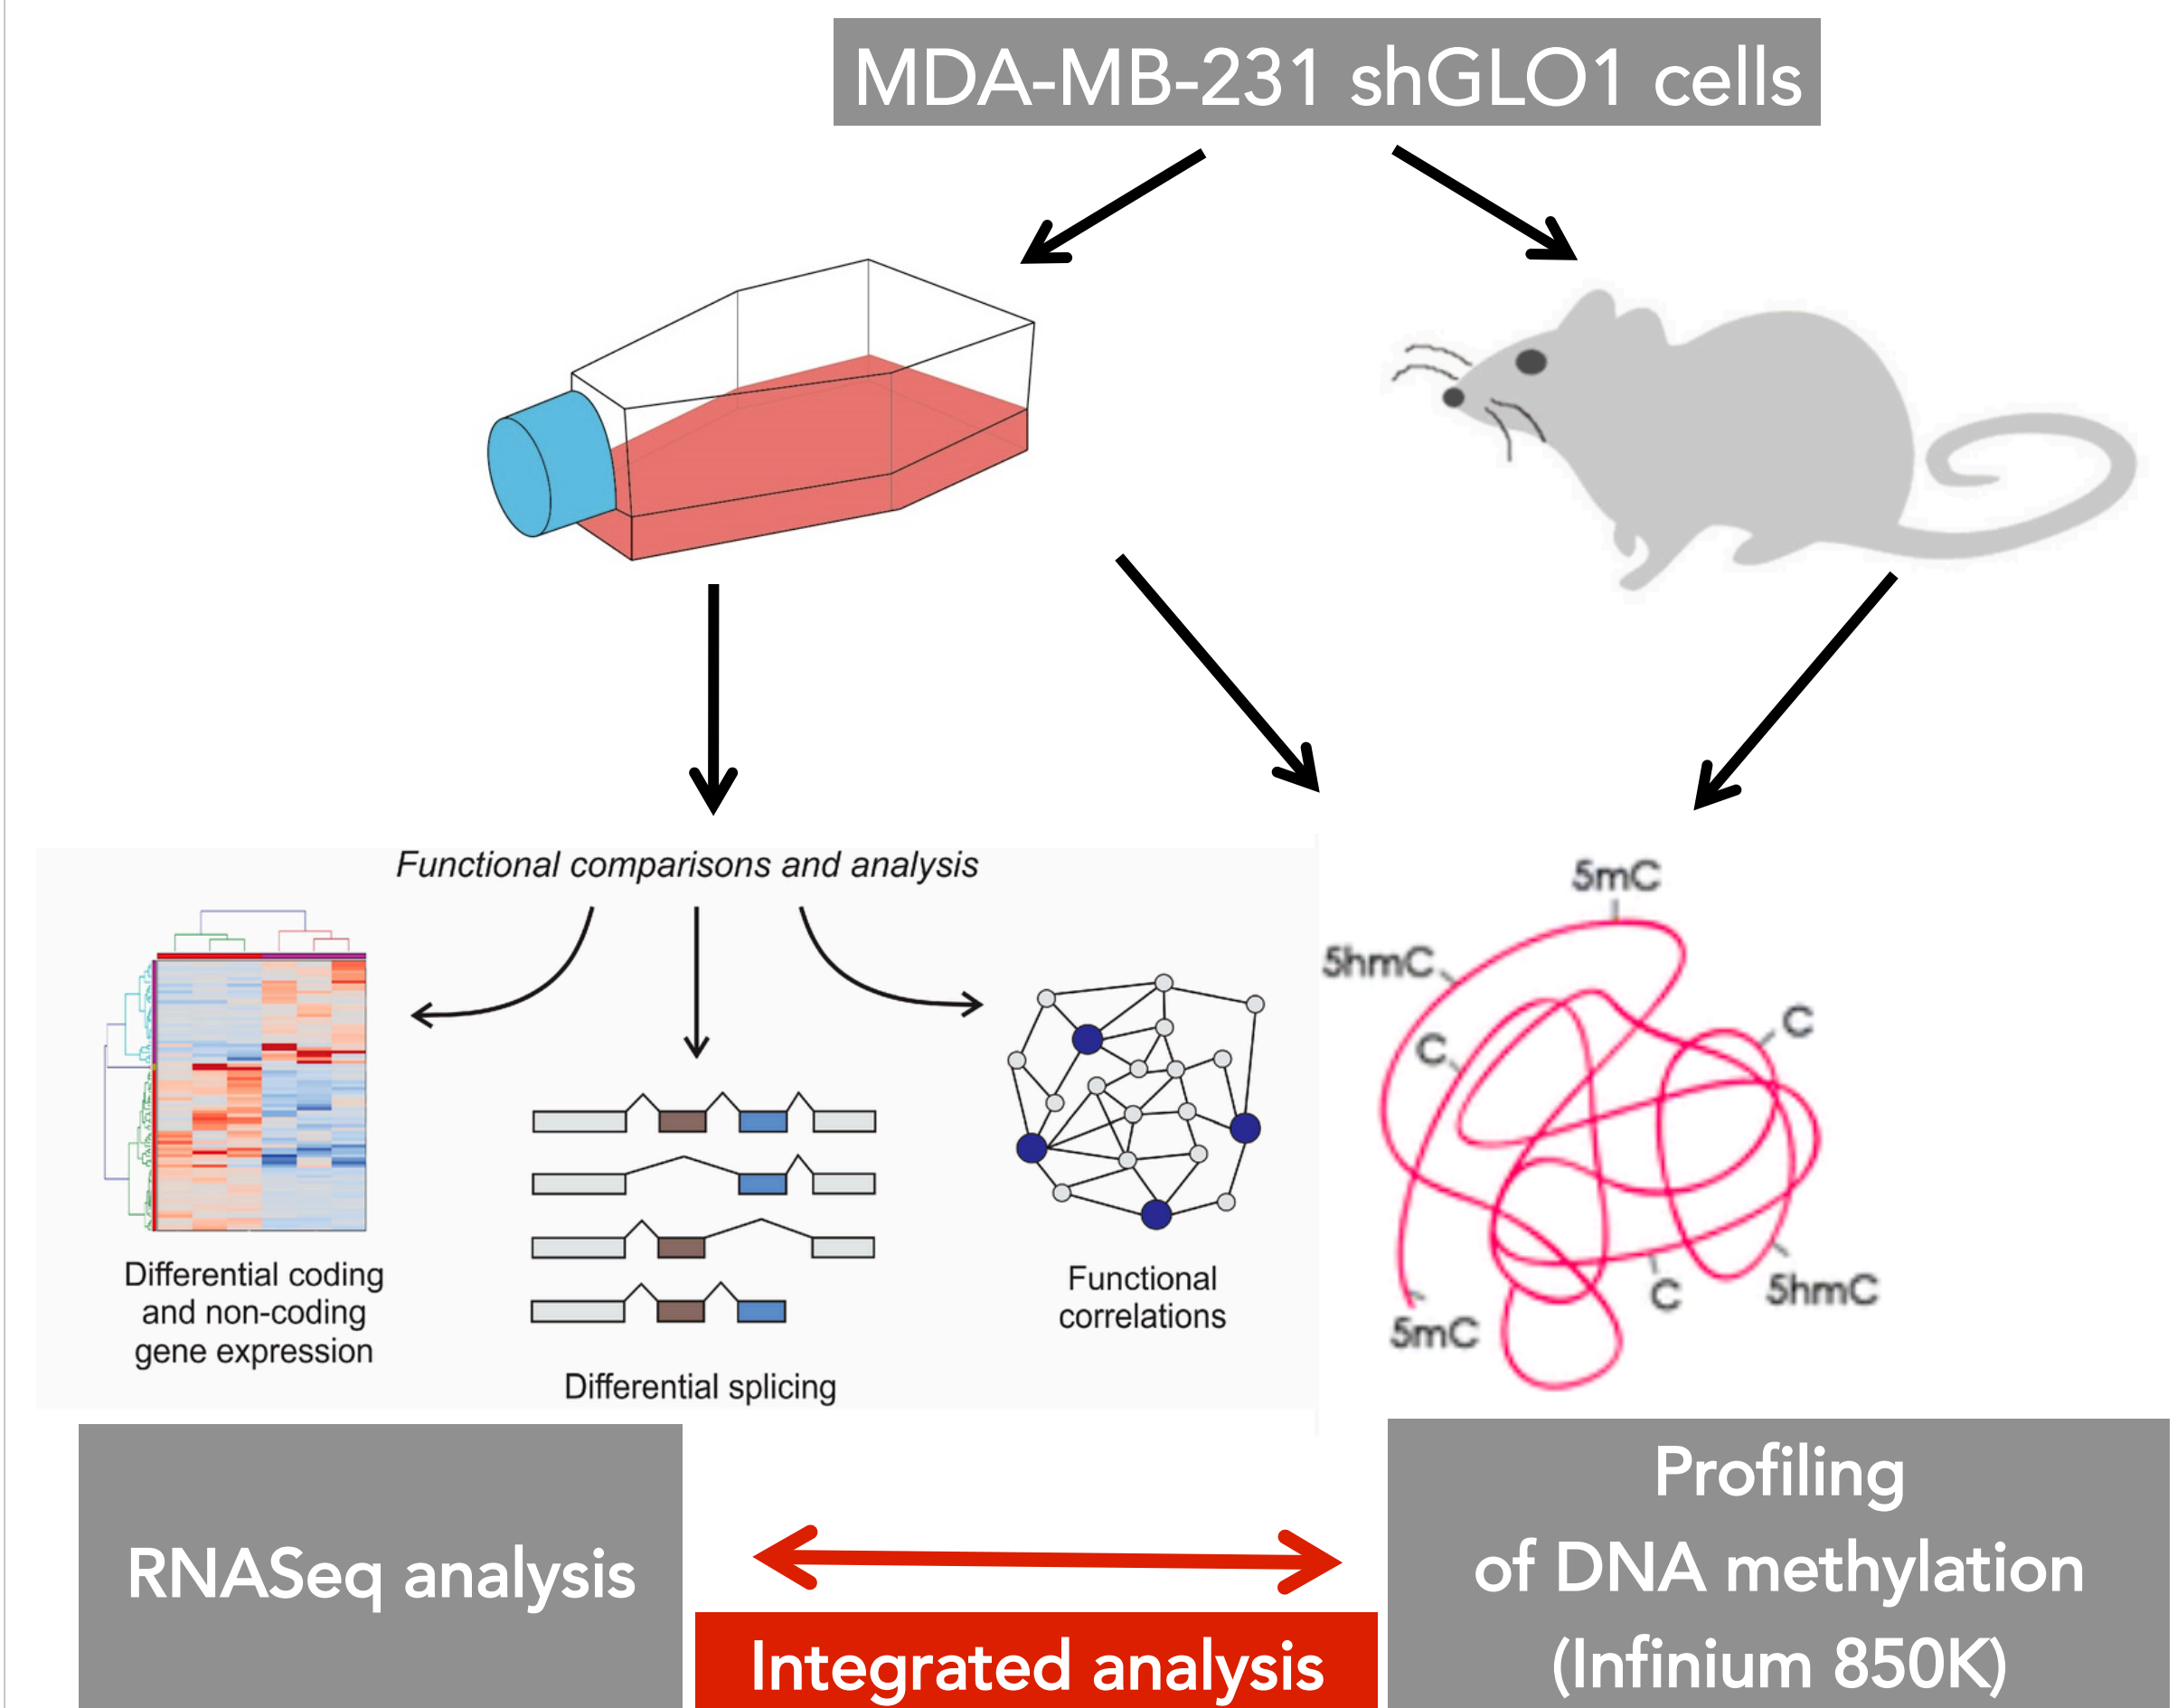 MDA-MB-231 shGLO1 cells
Functional comparisons and analysis
Differential coding
and non-coding
gene expression
Differential splicing
Functional
correlations
5mC
5hmC
C
C
5hmC
C
5mC
RNASeq analysis
Integrated analysis
Profiling
of DNA methylation
(Infinium 850K)